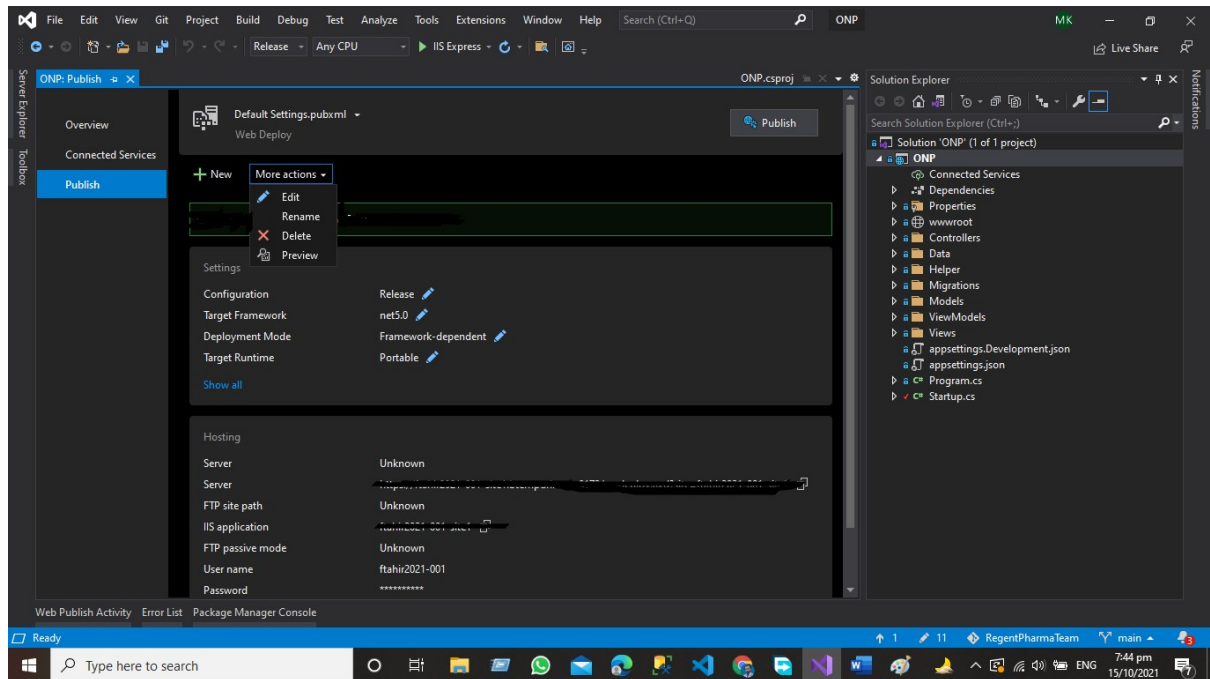 File Edit View Git Project Build Debug Test Analyze Tools Extensions Window Help Search (Ctrl+Q) ONP MK
Release Any CPU IIS Express Live Share
Server Explorer
Toolbox
ONP: Publish
ONP.csproj
Overview
Connected Services
Publish
Default Settings.pubxml
Web Deploy
Publish
New More actions
Edit
Rename
Delete
Preview
Settings
Configuration Release
Target Framework net5.0
Deployment Mode Framework-dependent
Target Runtime Portable
Show all
Hosting
Server Unknown
Server
FTP site path Unknown
IIS application
FTP passive mode Unknown
User name ftahir2021-001
Password **********
Solution Explorer
Search Solution Explorer (Ctrl+;)
Solution 'ONP' (1 of 1 project)
ONP
Connected Services
Dependencies
Properties
wwwroot
Controllers
Data
Helper
Migrations
Models
ViewModels
Views
appsettings.Development.json
appsettings.json
C# Program.cs
C# Startup.cs
Notifications
Web Publish Activity Error List Package Manager Console
Ready 1 11 RegentPharmaTeam main 3
Type here to search ENG 7:44 pm
15/10/2021 7